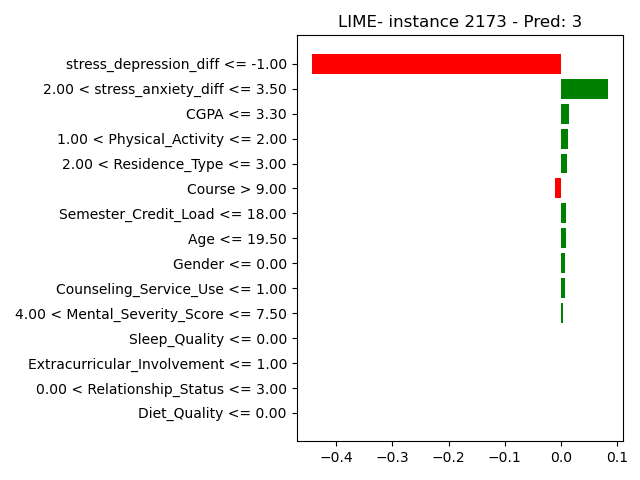 LIME- instance 2173 - Pred: 3
stress_depression_diff <= -1.00
2.00 < stress_anxiety_diff <= 3.50
CGPA <= 3.30
1.00 < Physical_Activity <= 2.00
2.00 < Residence_Type <= 3.00
Course > 9.00
Semester_Credit_Load <= 18.00
Age <= 19.50
Gender <= 0.00
Counseling_Service_Use <= 1.00
4.00 < Mental_Severity_Score <= 7.50
Sleep_Quality <= 0.00
Extracurricular_Involvement <= 1.00
0.00 < Relationship_Status <= 3.00
Diet_Quality <= 0.00
−0.4 −0.3 −0.2 −0.1 0.0 0.1